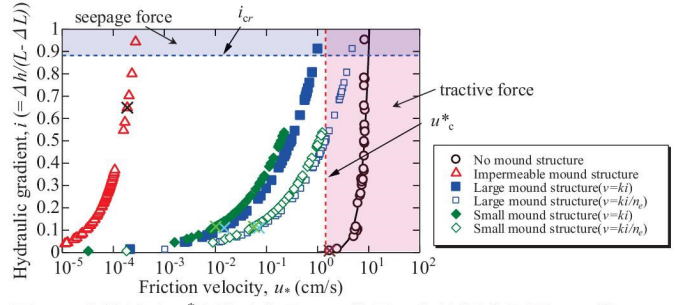 seepage force
i_cr
Hydraulic gradient, i (= Δh/(L- ΔL))
1
0.9
0.8
0.7
0.6
0.5
0.4
0.3
0.2
0.1
0
tractive force
u*_c
No mound structure
Impermeable mound structure
Large mound structure(v=ki)
Large mound structure(v=ki/n_e)
Small mound structure(v=ki)
Small mound structure(v=ki/n_e)
10^-5 10^-4 10^-3 10^-2 10^-1 10^0 10^1 10^2
Friction velocity, u* (cm/s)